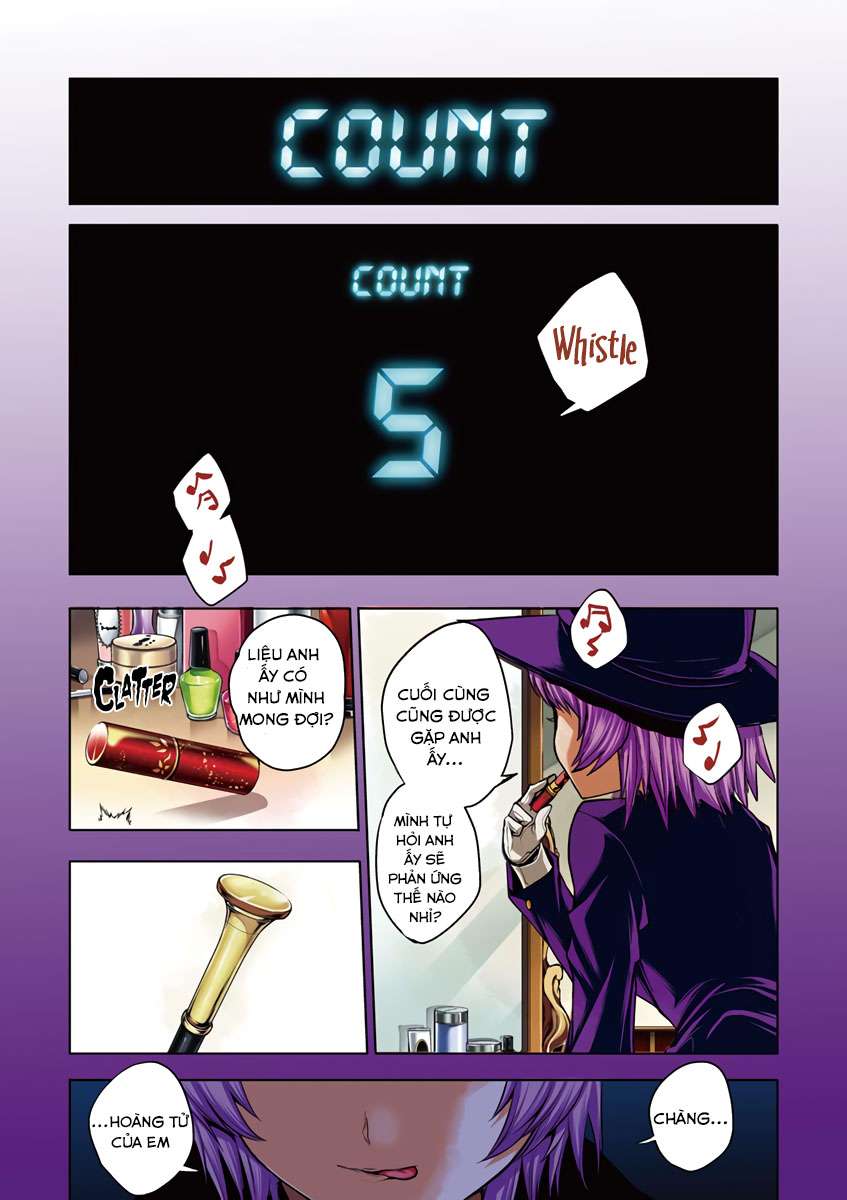 COUNT
COUNT
5
Whistle
CUỐI CÙNG
CŨNG ĐƯỢC
GẶP ANH
ẤY...
MÌNH TỰ
HỎI ANH
ẤY SẼ
PHẢN ỨNG
THẾ NÀO
NHỈ?
LIỆU ANH
ẤY CÓ
NHƯ MÌNH
MONG ĐỢI?
CLATTER
CHÀNG...
...HOÀNG TỬ
CỦA EM